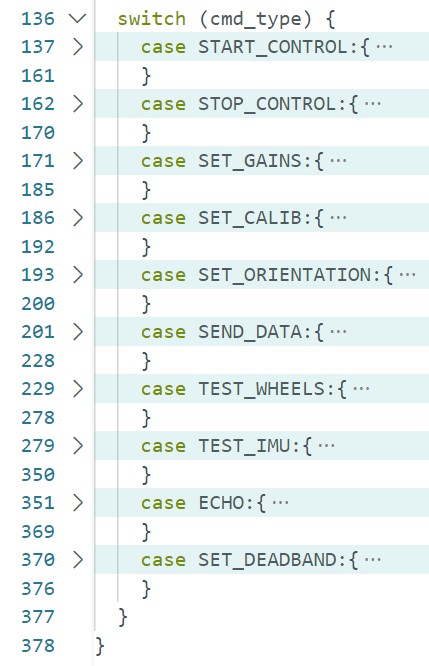 136 switch (cmd_type) {
137 case START_CONTROL:{ ···
161 }
162 case STOP_CONTROL:{ ···
170 }
171 case SET_GAINS:{ ···
185 }
186 case SET_CALIB:{ ···
192 }
193 case SET_ORIENTATION:{ ···
200 }
201 case SEND_DATA:{ ···
228 }
229 case TEST_WHEELS:{ ···
278 }
279 case TEST_IMU:{ ···
350 }
351 case ECHO:{ ···
369 }
370 case SET_DEADBAND:{ ···
376 }
377 }
378 }